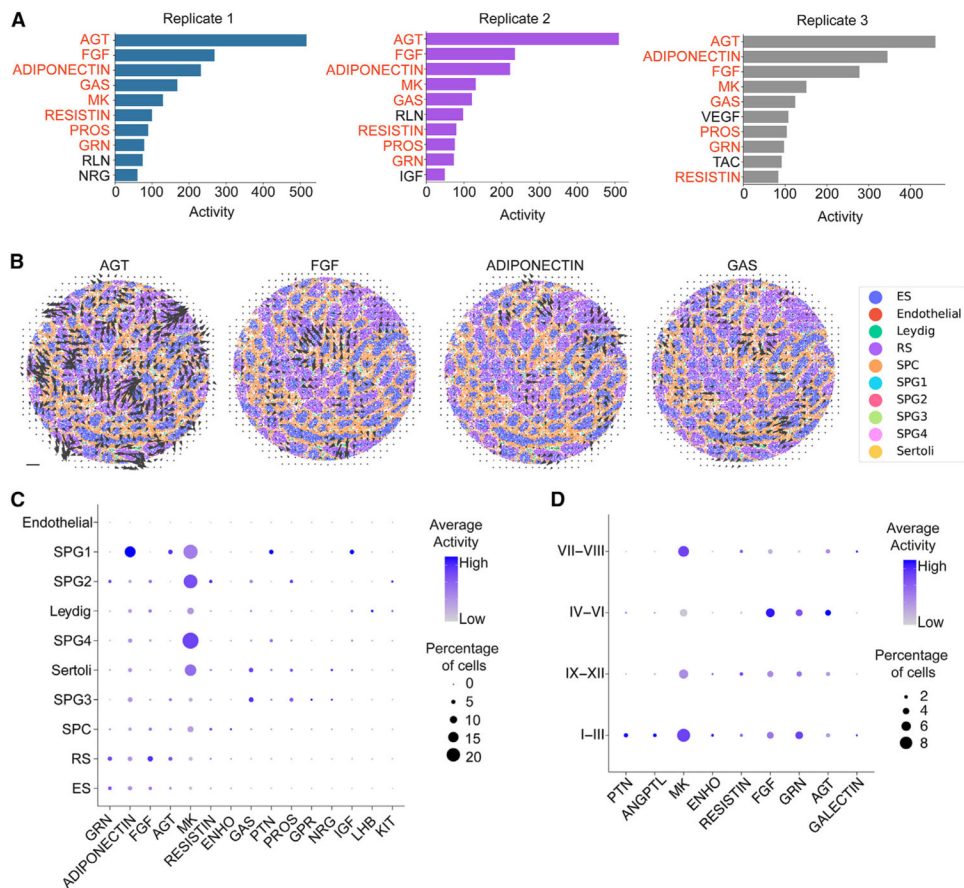 A
Replicate 1
AGT
FGF
ADIPONECTIN
GAS
MK
RESISTIN
PROS
GRN
RLN
NRG
0 100 200 300 400 500
Activity
Replicate 2
AGT
FGF
ADIPONECTIN
MK
GAS
RLN
RESISTIN
PROS
GRN
IGF
0 100 200 300 400 500
Activity
Replicate 3
AGT
ADIPONECTIN
FGF
MK
GAS
VEGF
PROS
GRN
TAC
RESISTIN
0 100 200 300 400
Activity
B
AGT
FGF
ADIPONECTIN
GAS
ES
Endothelial
Leydig
RS
SPC
SPG1
SPG2
SPG3
SPG4
Sertoli
C
Endothelial
SPG1
SPG2
Leydig
SPG4
Sertoli
SPG3
SPC
RS
ES
GRN
ADIPONECTIN
FGF
AGT
MK
RESISTIN
ENHO
GAS
PTN
PROS
GPR
NRG
IGF
LHB
KIT
Average
Activity
High
Low
Percentage
of cells
0
5
10
15
20
D
VII–VIII
IV–VI
IX–XII
I–III
PTN
ANGPTL
MK
ENHO
RESISTIN
FGF
GRN
AGT
GALECTIN
Average
Activity
High
Low
Percentage
of cells
2
4
6
8